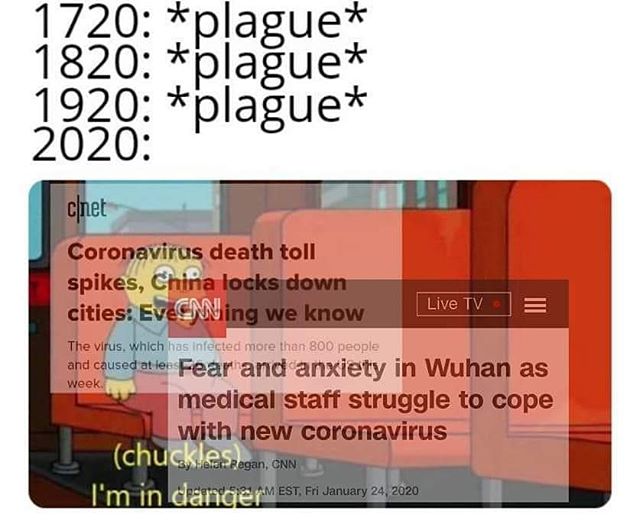 1720: *plague*
1820: *plague*
1920: *plague*
2020:
c|net
Coronavirus death toll
spikes, China locks down
cities: Everything we know
The virus, which has infected more than 800 people
and caused at least
week.
CNN
Live TV
Fear and anxiety in Wuhan as
medical staff struggle to cope
with new coronavirus
By Helen Regan, CNN
Updated 5:31 AM EST, Fri January 24, 2020
(chuckles)
I'm in danger